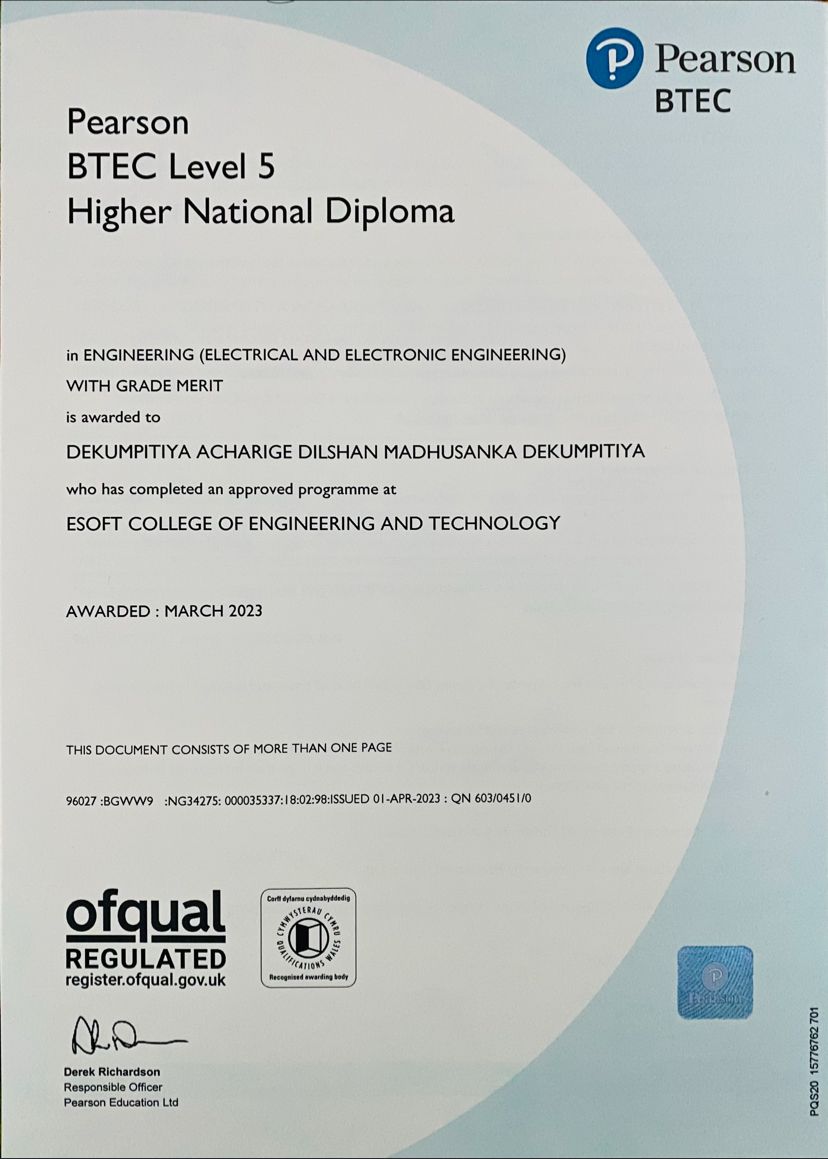 Pearson
BTEC
Pearson
BTEC Level 5
Higher National Diploma
in ENGINEERING (ELECTRICAL AND ELECTRONIC ENGINEERING)
WITH GRADE MERIT
is awarded to
DEKUMPITIYA ACHARIGE DILSHAN MADHUSANKA DEKUMPITIYA
who has completed an approved programme at
ESOFT COLLEGE OF ENGINEERING AND TECHNOLOGY
AWARDED : MARCH 2023
THIS DOCUMENT CONSISTS OF MORE THAN ONE PAGE
96027 :BGWW9 :NG34275: 000035337:18:02:98:ISSUED 01-APR-2023 : QN 603/0451/0
ofqual
REGULATED
register.ofqual.gov.uk
Corff dyfarnu cydnabyddedig
CYMWYSTERAU CYMRU
QUALIFICATIONS WALES
Recognised awarding body
Pearson
Derek Richardson
Responsible Officer
Pearson Education Ltd
PQS20 15776762 701